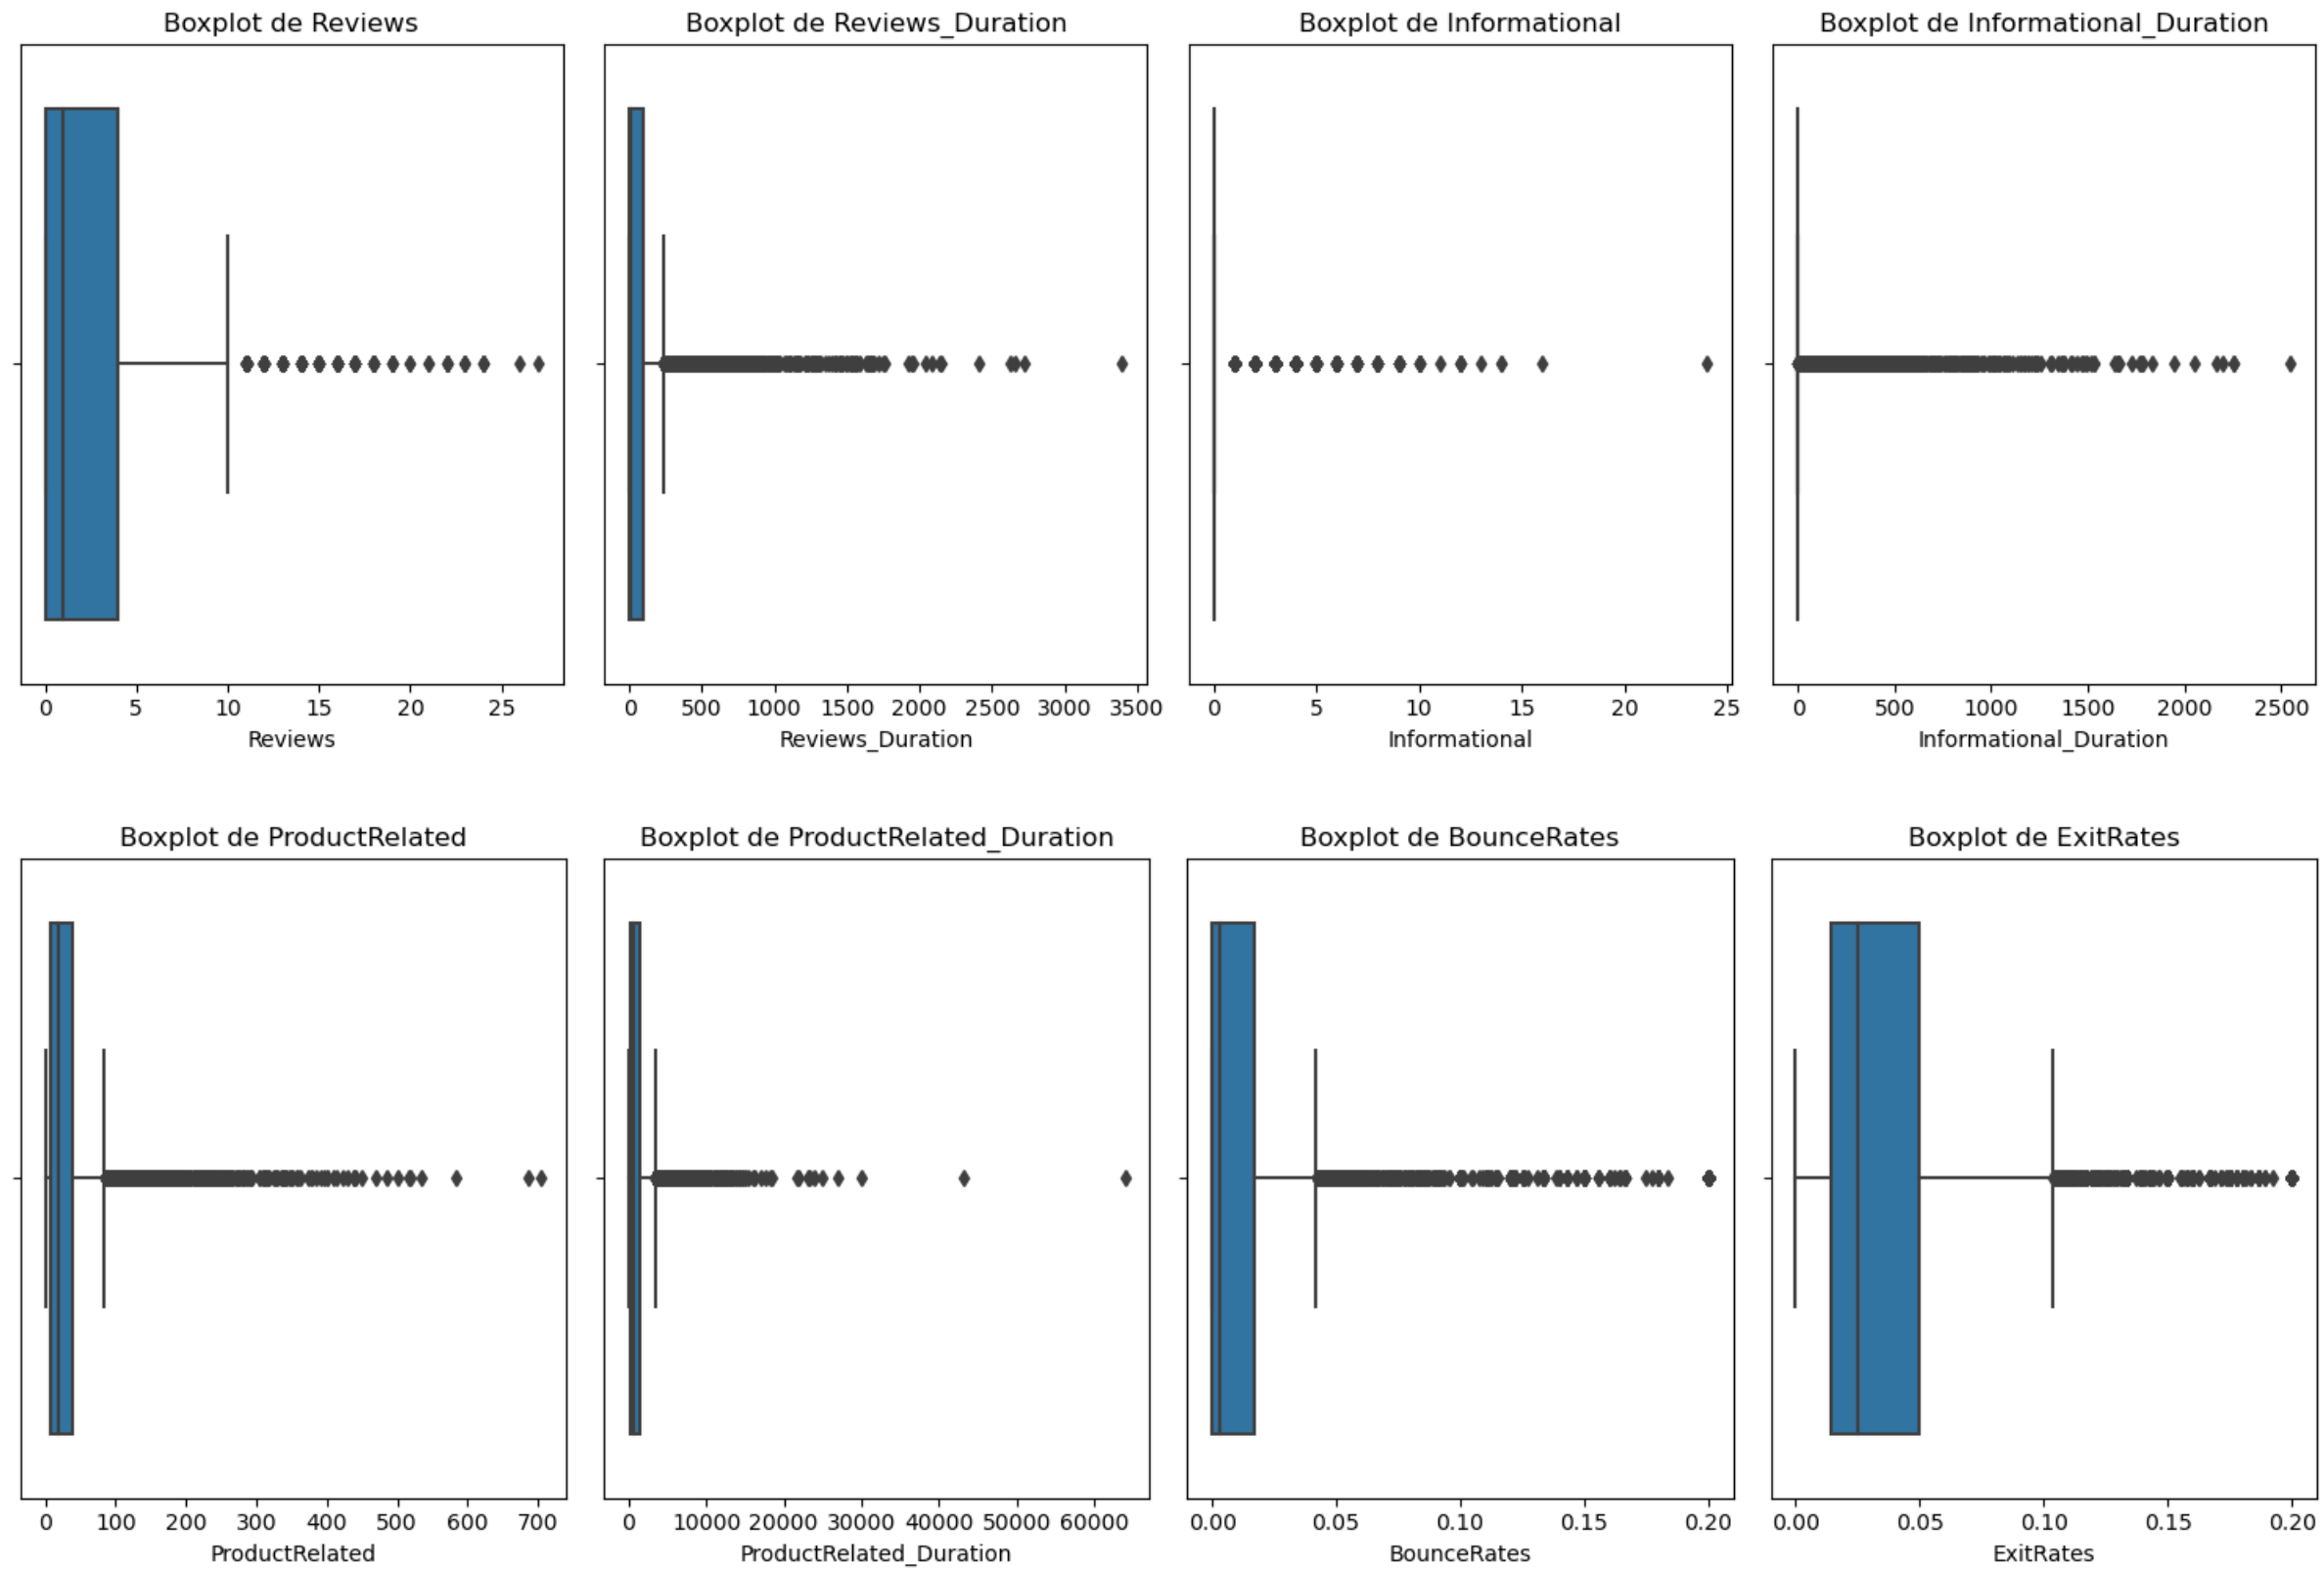 Boxplot de Reviews
Boxplot de Reviews_Duration
Boxplot de Informational
Boxplot de Informational_Duration
0 5 10 15 20 25
Reviews
0 500 1000 1500 2000 2500 3000 3500
Reviews_Duration
0 5 10 15 20 25
Informational
0 500 1000 1500 2000 2500
Informational_Duration
Boxplot de ProductRelated
Boxplot de ProductRelated_Duration
Boxplot de BounceRates
Boxplot de ExitRates
0 100 200 300 400 500 600 700
ProductRelated
0 10000 20000 30000 40000 50000 60000
ProductRelated_Duration
0.00 0.05 0.10 0.15 0.20
BounceRates
0.00 0.05 0.10 0.15 0.20
ExitRates